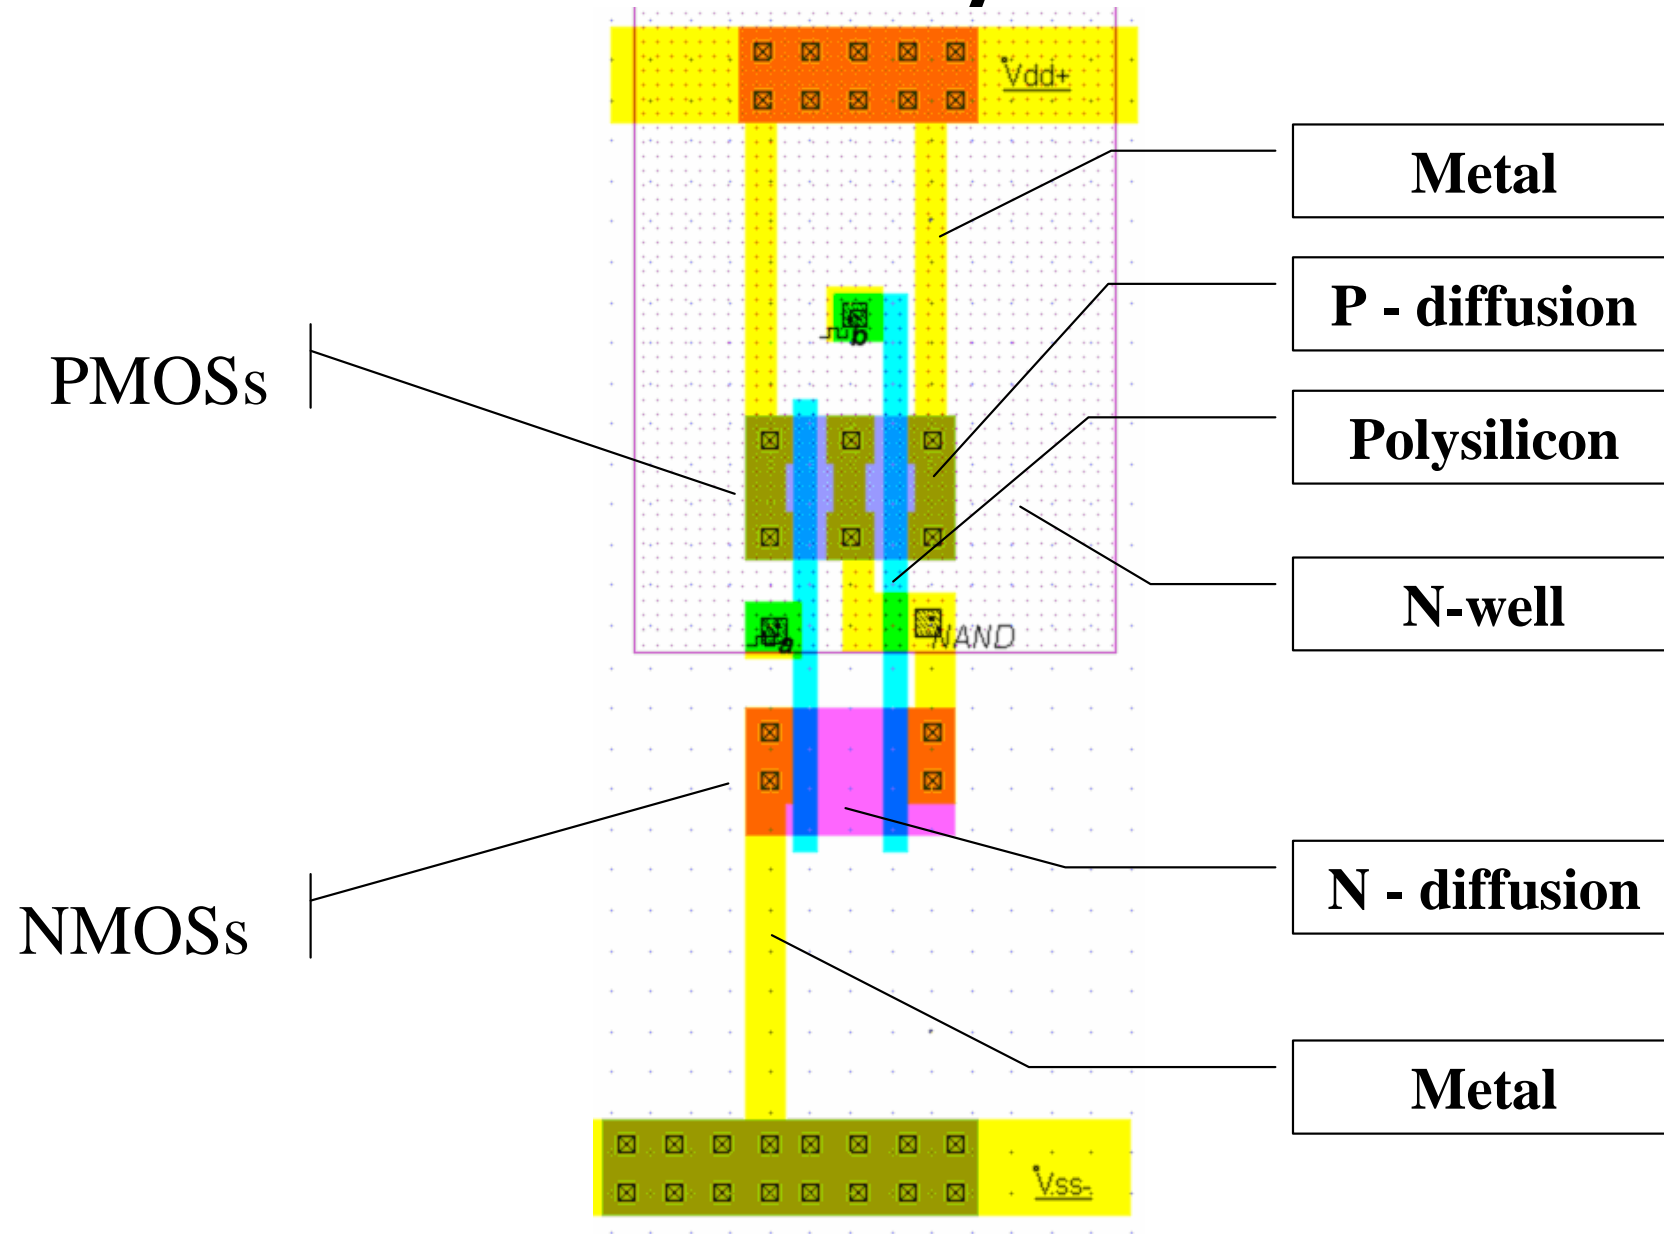 Vdd+
Metal
P - diffusion
b
PMOSs
Polysilicon
N-well
a
NAND
N - diffusion
NMOSs
Metal
Vss-